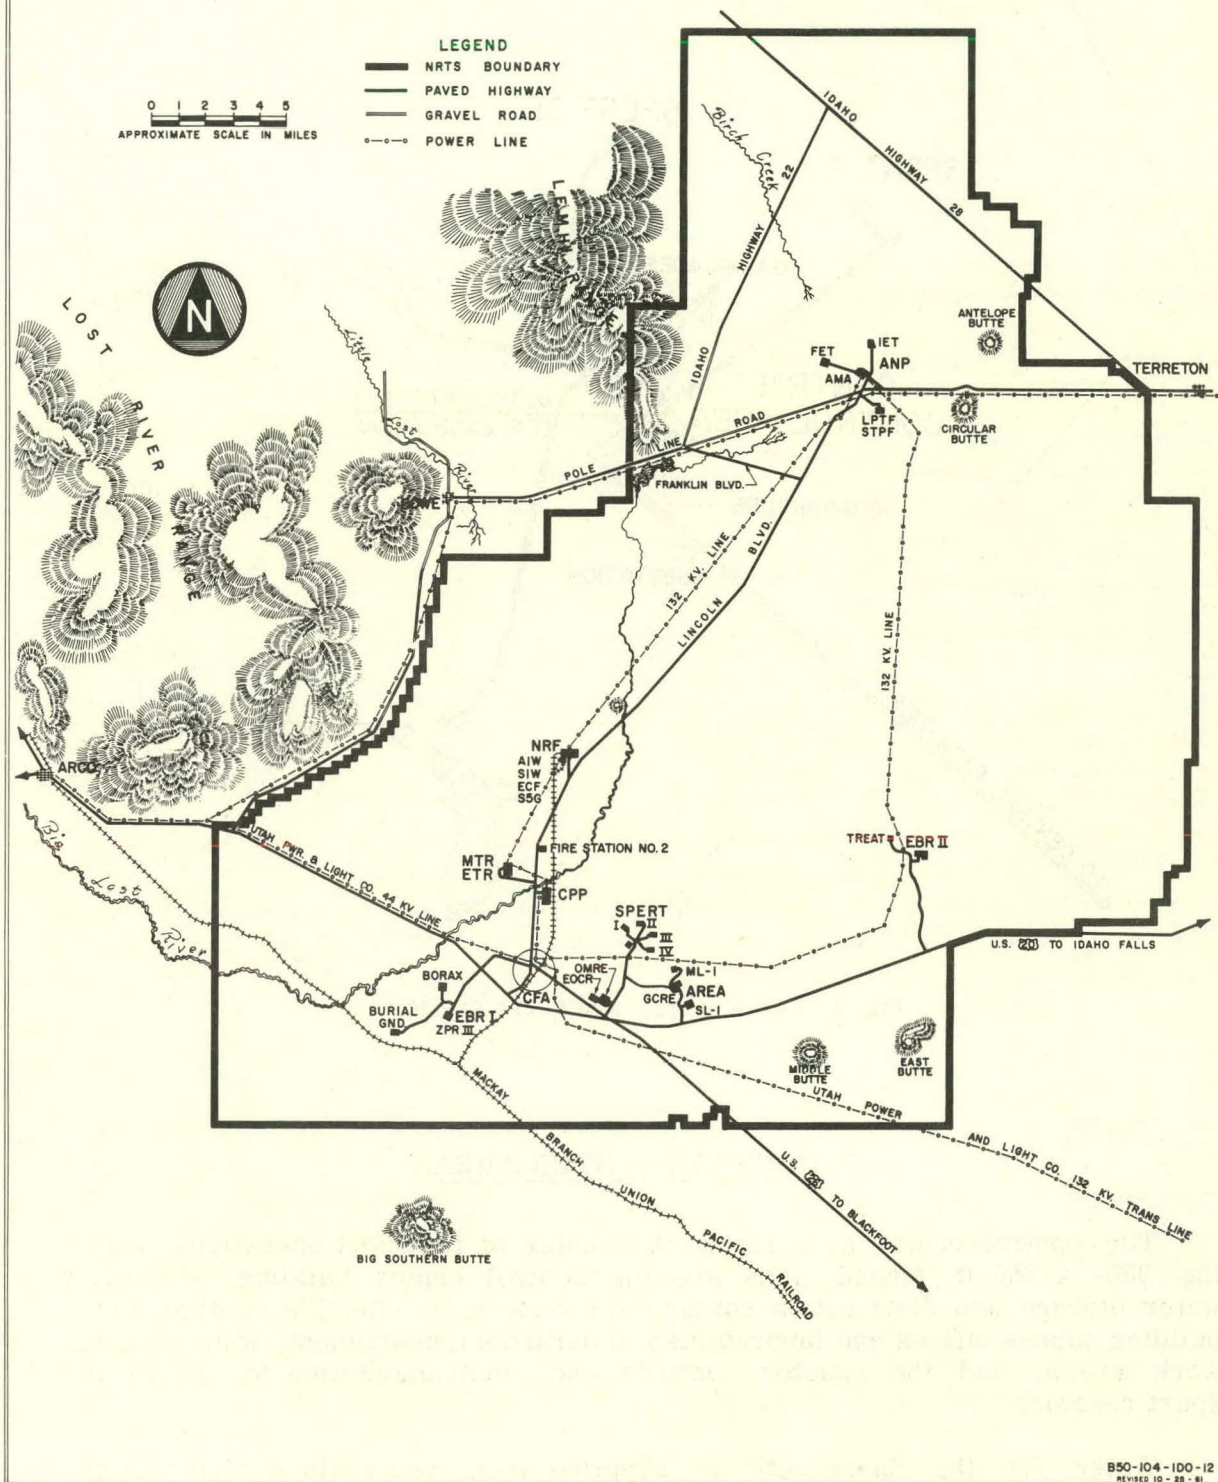 LEGEND
NRTS BOUNDARY
PAVED HIGHWAY
GRAVEL ROAD
POWER LINE
0 1 2 3 4 5
APPROXIMATE SCALE IN MILES
N
LOST RIVER RANGE
LEMHI RANGE
Birch Creek
IDAHO HIGHWAY 28
IDAHO HIGHWAY 22
Little Lost River
ANTELOPE
BUTTE
IET
FET
ANP
AMA
TERRETON
LPTF
STPF
CIRCULAR
BUTTE
POLE LINE ROAD
FRANKLIN BLVD.
HOWE
132 KV. LINE
LINCOLN BLVD.
132 KV. LINE
NRF
A1W
S1W
ECF
S5G
ARCO
FIRE STATION NO. 2
TREAT
EBR II
UTAH PWR. & LIGHT CO. 44 KV LINE
MTR
ETR
CPP
Big Lost River
SPERT
I
II
III
IV
U.S. 20 TO IDAHO FALLS
BORAX
OMRE
EOCR
ML-1
GCRE
AREA
SL-1
CFA
BURIAL
GND.
EBR I
ZPR III
MIDDLE
BUTTE
EAST
BUTTE
MACKAY BRANCH UNION PACIFIC RAILROAD
UTAH POWER AND LIGHT CO. 132 KV. TRANS LINE
U.S. 26 TO BLACKFOOT
BIG SOUTHERN BUTTE
B50-104-IDO-12
REVISED 10-25-61